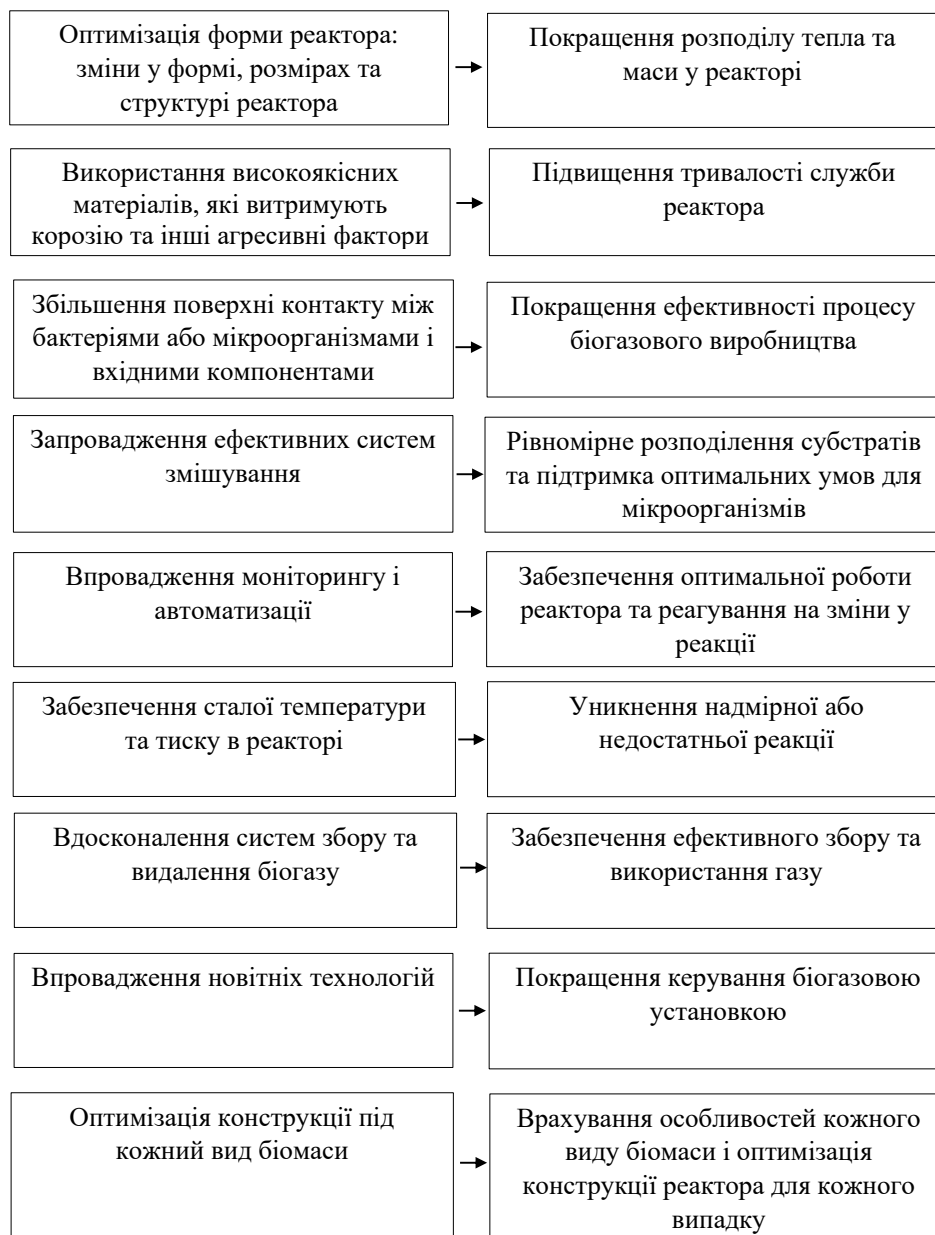 Оптимізація форми реактора:
зміни у формі, розмірах та
структурі реактора
Покращення розподілу тепла та
маси у реакторі
Використання високоякісних
матеріалів, які витримують
корозію та інші агресивні фактори
Підвищення тривалості служби
реактора
Збільшення поверхні контакту між
бактеріями або мікроорганізмами і
вхідними компонентами
Покращення ефективності процесу
біогазового виробництва
Запровадження ефективних систем
змішування
Рівномірне розподілення субстратів
та підтримка оптимальних умов для
мікроорганізмів
Впровадження моніторингу і
автоматизації
Забезпечення оптимальної роботи
реактора та реагування на зміни у
реакції
Забезпечення сталої температури
та тиску в реакторі
Уникнення надмірної або
недостатньої реакції
Вдосконалення систем збору та
видалення біогазу
Забезпечення ефективного збору та
використання газу
Впровадження новітніх технологій
Покращення керування біогазовою
установкою
Оптимізація конструкції під
кожний вид біомаси
Врахування особливостей кожного
виду біомаси і оптимізація
конструкції реактора для кожного
випадку